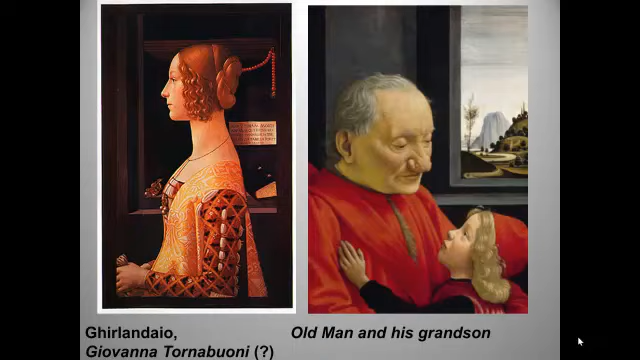 Ghirlandaio,
Giovanna Tornabuoni (?)
Old Man and his grandson